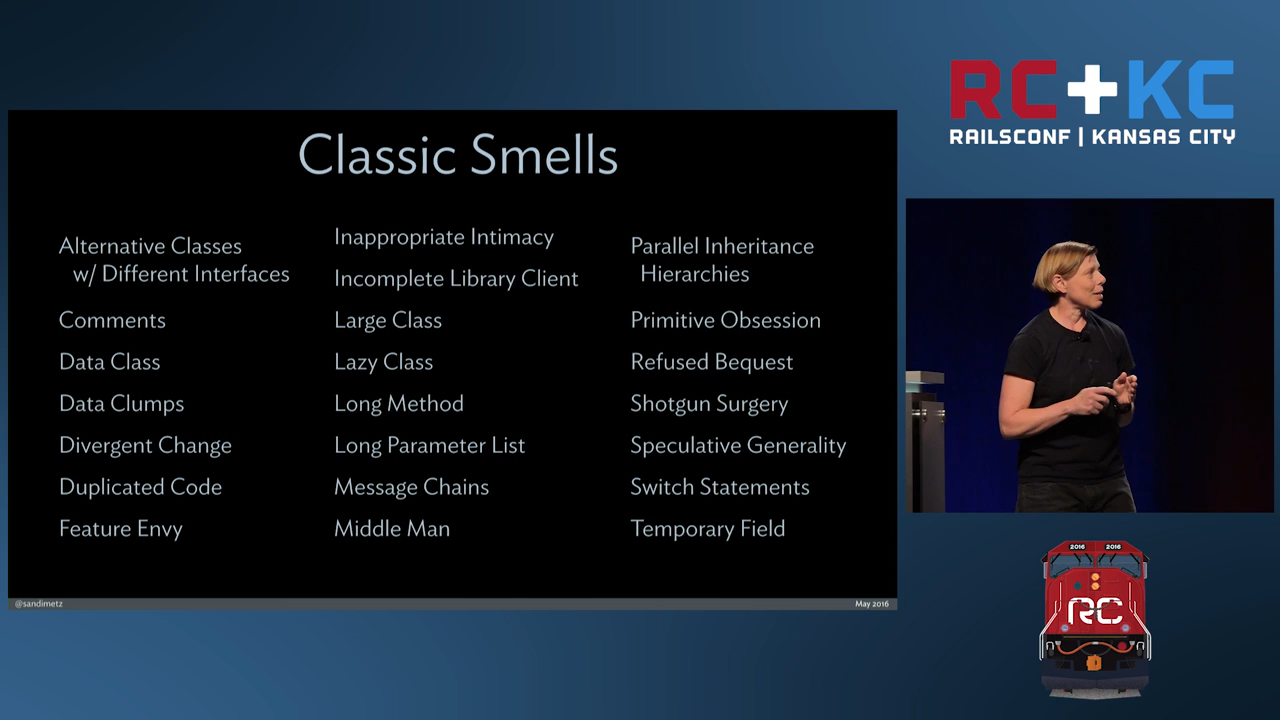 RC+KC
RAILSCONF | KANSAS CITY
Classic Smells
Alternative Classes
w/ Different Interfaces
Comments
Data Class
Data Clumps
Divergent Change
Duplicated Code
Feature Envy
Inappropriate Intimacy
Incomplete Library Client
Large Class
Lazy Class
Long Method
Long Parameter List
Message Chains
Middle Man
Parallel Inheritance
Hierarchies
Primitive Obsession
Refused Bequest
Shotgun Surgery
Speculative Generality
Switch Statements
Temporary Field
@sandimetz
May 2016
2016 2016
RC